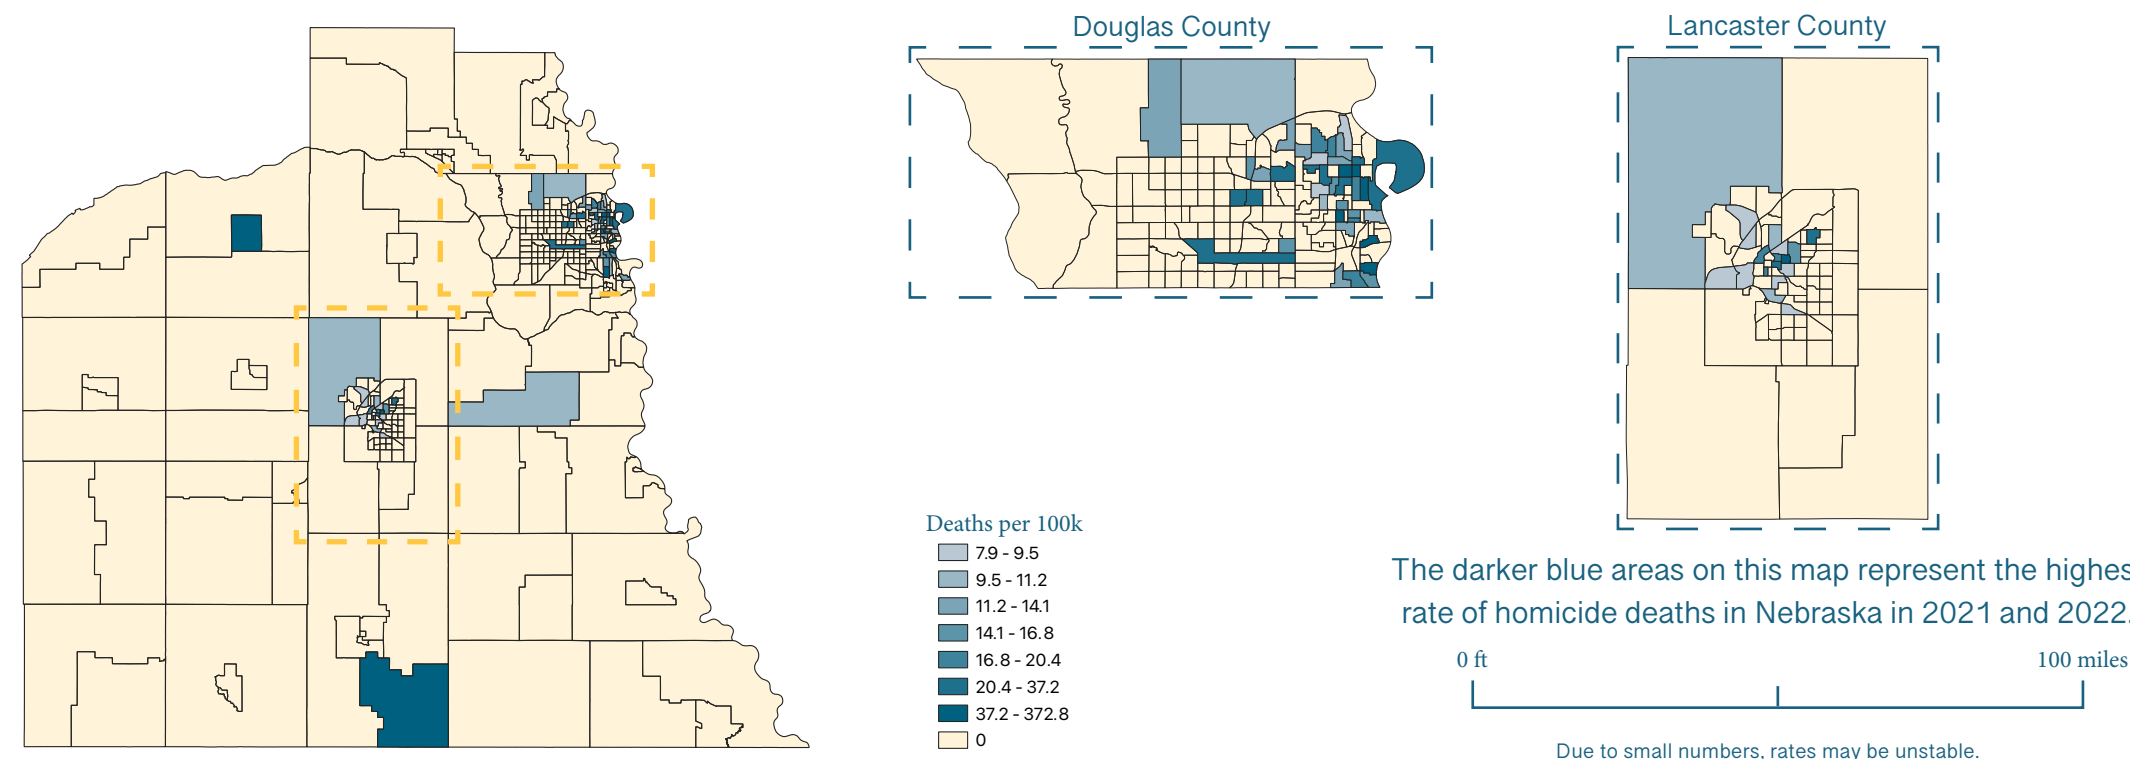 Douglas County
Lancaster County
Deaths per 100k
7.9 - 9.5
9.5 - 11.2
11.2 - 14.1
14.1 - 16.8
16.8 - 20.4
20.4 - 37.2
37.2 - 372.8
0
The darker blue areas on this map represent the highes
rate of homicide deaths in Nebraska in 2021 and 2022.
0 ft
100 miles
Due to small numbers, rates may be unstable.